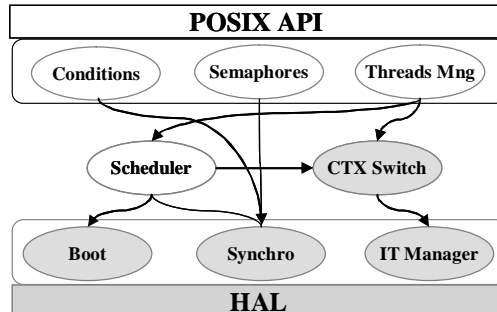 POSIX API
Conditions
Semaphores
Threads Mng
Scheduler
CTX Switch
Boot
Synchro
IT Manager
HAL